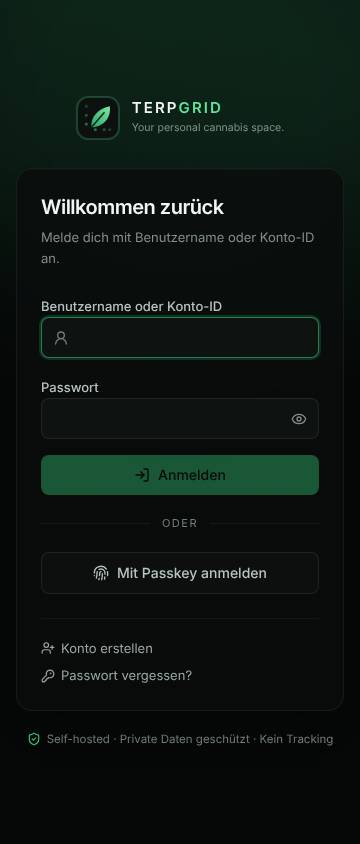 TERPGRID
Your personal cannabis space.
Willkommen zurück
Melde dich mit Benutzername oder Konto-ID
an.
Benutzername oder Konto-ID
Passwort
Anmelden
ODER
Mit Passkey anmelden
Konto erstellen
Passwort vergessen?
Self-hosted · Private Daten geschützt · Kein Tracking